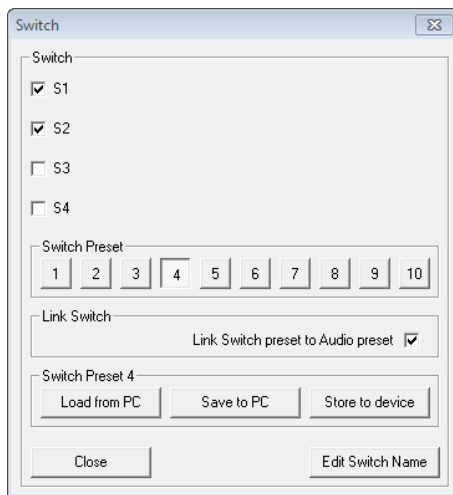 Switch
Switch
S1
S2
S3
S4
Switch Preset
1 2 3 4 5 6 7 8 9 10
Link Switch
Link Switch preset to Audio preset
Switch Preset 4
Load from PC Save to PC Store to device
Close Edit Switch Name